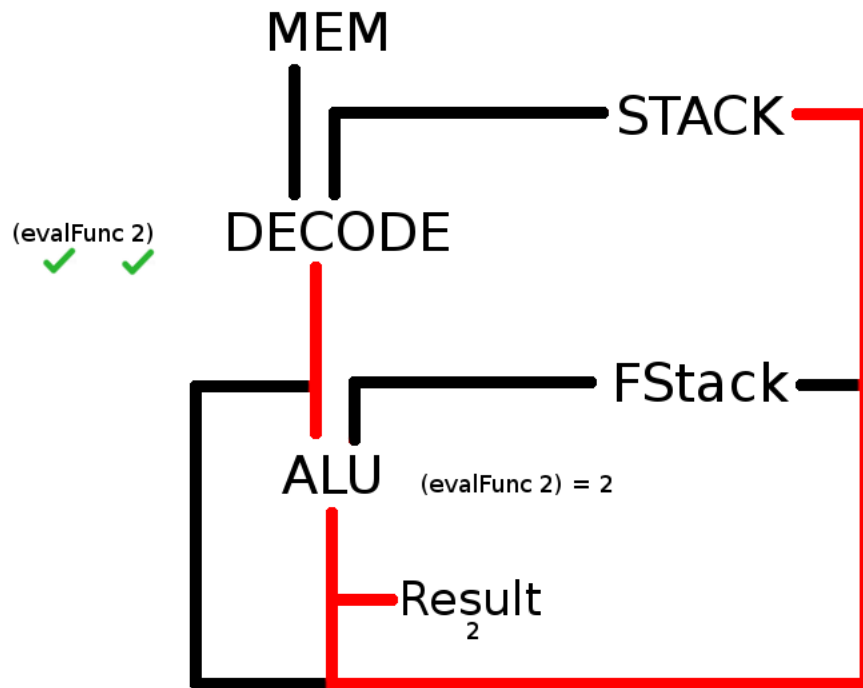 MEM
STACK
(evalFunc 2)
DECODE
FStack
ALU
(evalFunc 2) = 2
Result
2